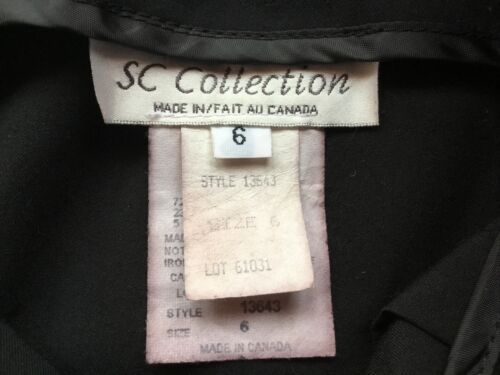 SC Collection
MADE IN/FAIT AU CANADA
6
STYLE 13643
SIZE 6
LOT 61031
STYLE 13643
SIZE 6
MADE IN CANADA